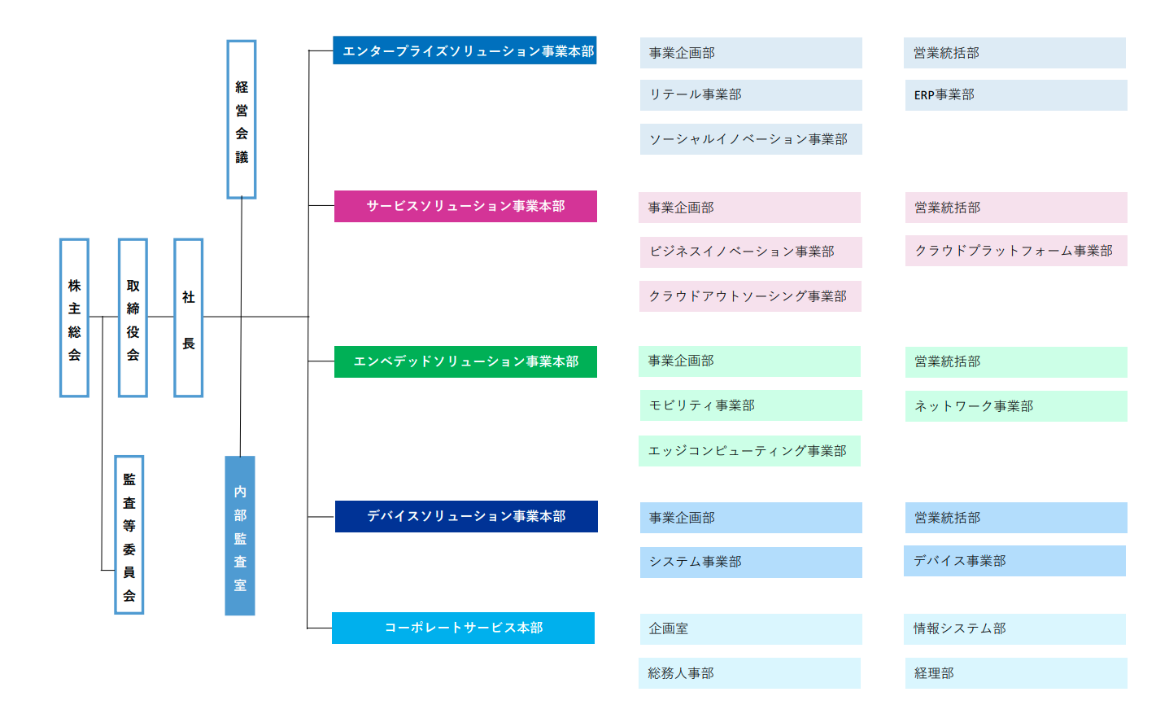 株主総会
取締役会
社長
経営会議
監査等委員会
内部監査室
エンタープライズソリューション事業本部
事業企画部
営業統括部
リテール事業部
ERP事業部
ソーシャルイノベーション事業部
サービスソリューション事業本部
事業企画部
営業統括部
ビジネスイノベーション事業部
クラウドプラットフォーム事業部
クラウドアウトソーシング事業部
エンベデッドソリューション事業本部
事業企画部
営業統括部
モビリティ事業部
ネットワーク事業部
エッジコンピューティング事業部
デバイスソリューション事業本部
事業企画部
営業統括部
システム事業部
デバイス事業部
コーポレートサービス本部
企画室
情報システム部
総務人事部
経理部